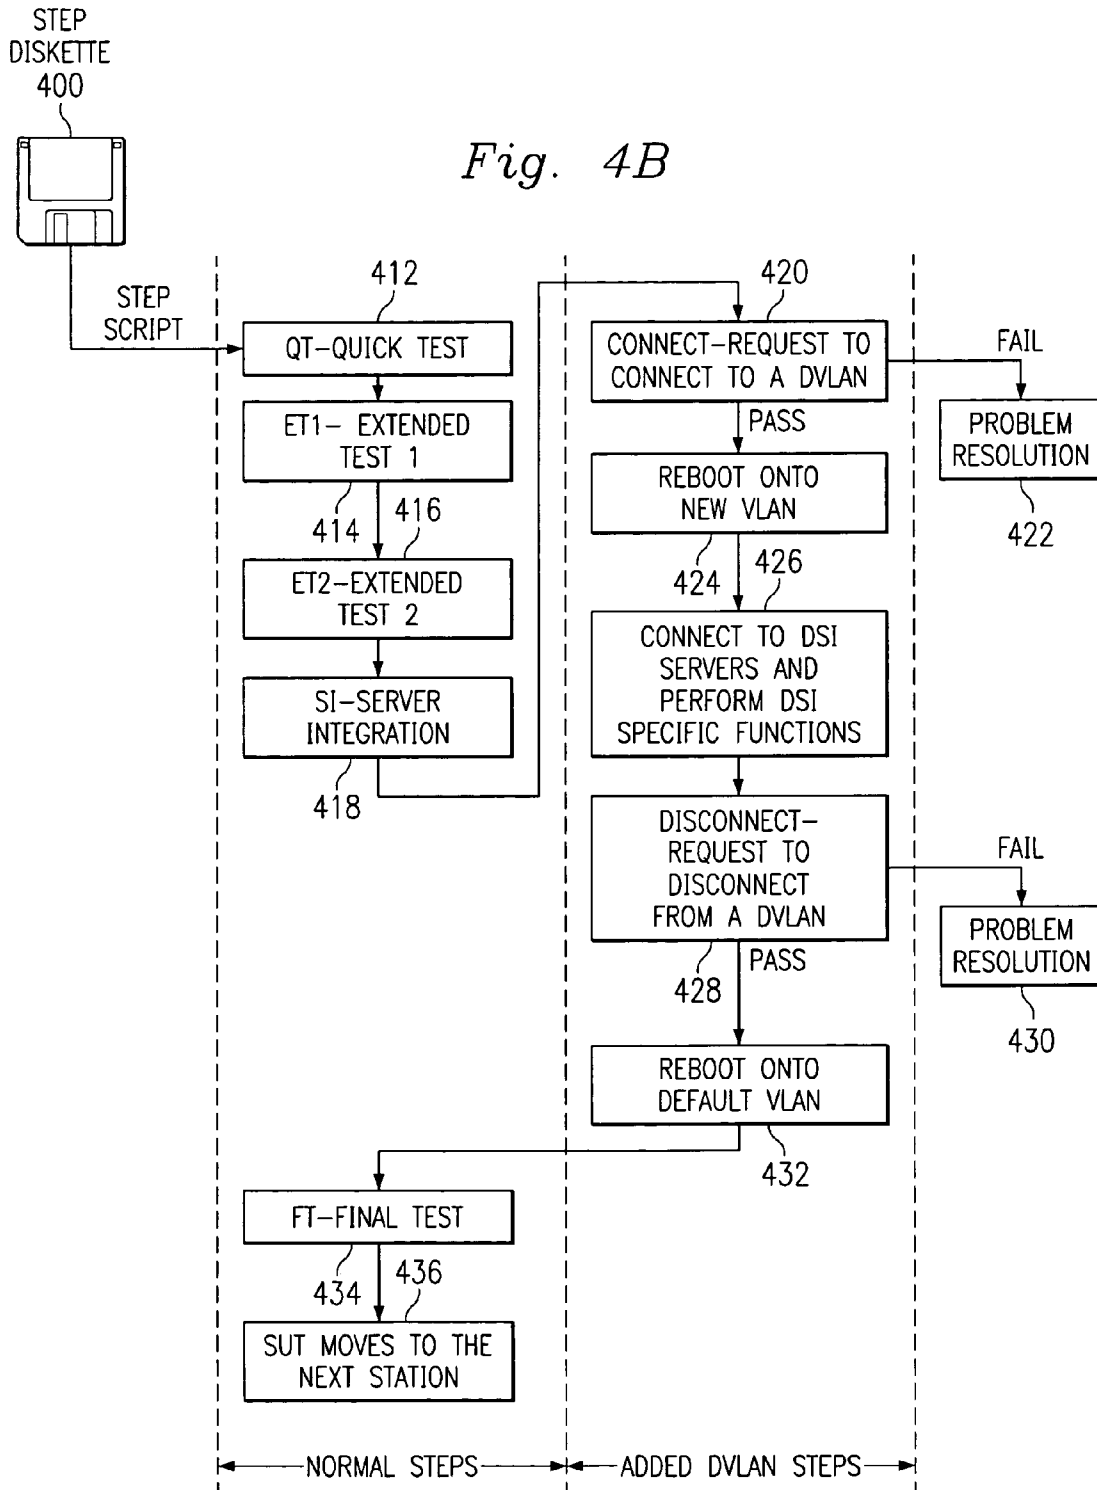 STEP
DISKETTE
400
Fig. 4B
STEP
SCRIPT
412
QT-QUICK TEST
ET1- EXTENDED
TEST 1
414
416
ET2-EXTENDED
TEST 2
SI-SERVER
INTEGRATION
418
420
CONNECT-REQUEST TO
CONNECT TO A DVLAN
FAIL
PROBLEM
RESOLUTION
422
PASS
REBOOT ONTO
NEW VLAN
424
426
CONNECT TO DSI
SERVERS AND
PERFORM DSI
SPECIFIC FUNCTIONS
DISCONNECT-
REQUEST TO
DISCONNECT
FROM A DVLAN
FAIL
PROBLEM
RESOLUTION
430
428
PASS
REBOOT ONTO
DEFAULT VLAN
432
FT-FINAL TEST
434
436
SUT MOVES TO THE
NEXT STATION
NORMAL STEPS
ADDED DVLAN STEPS